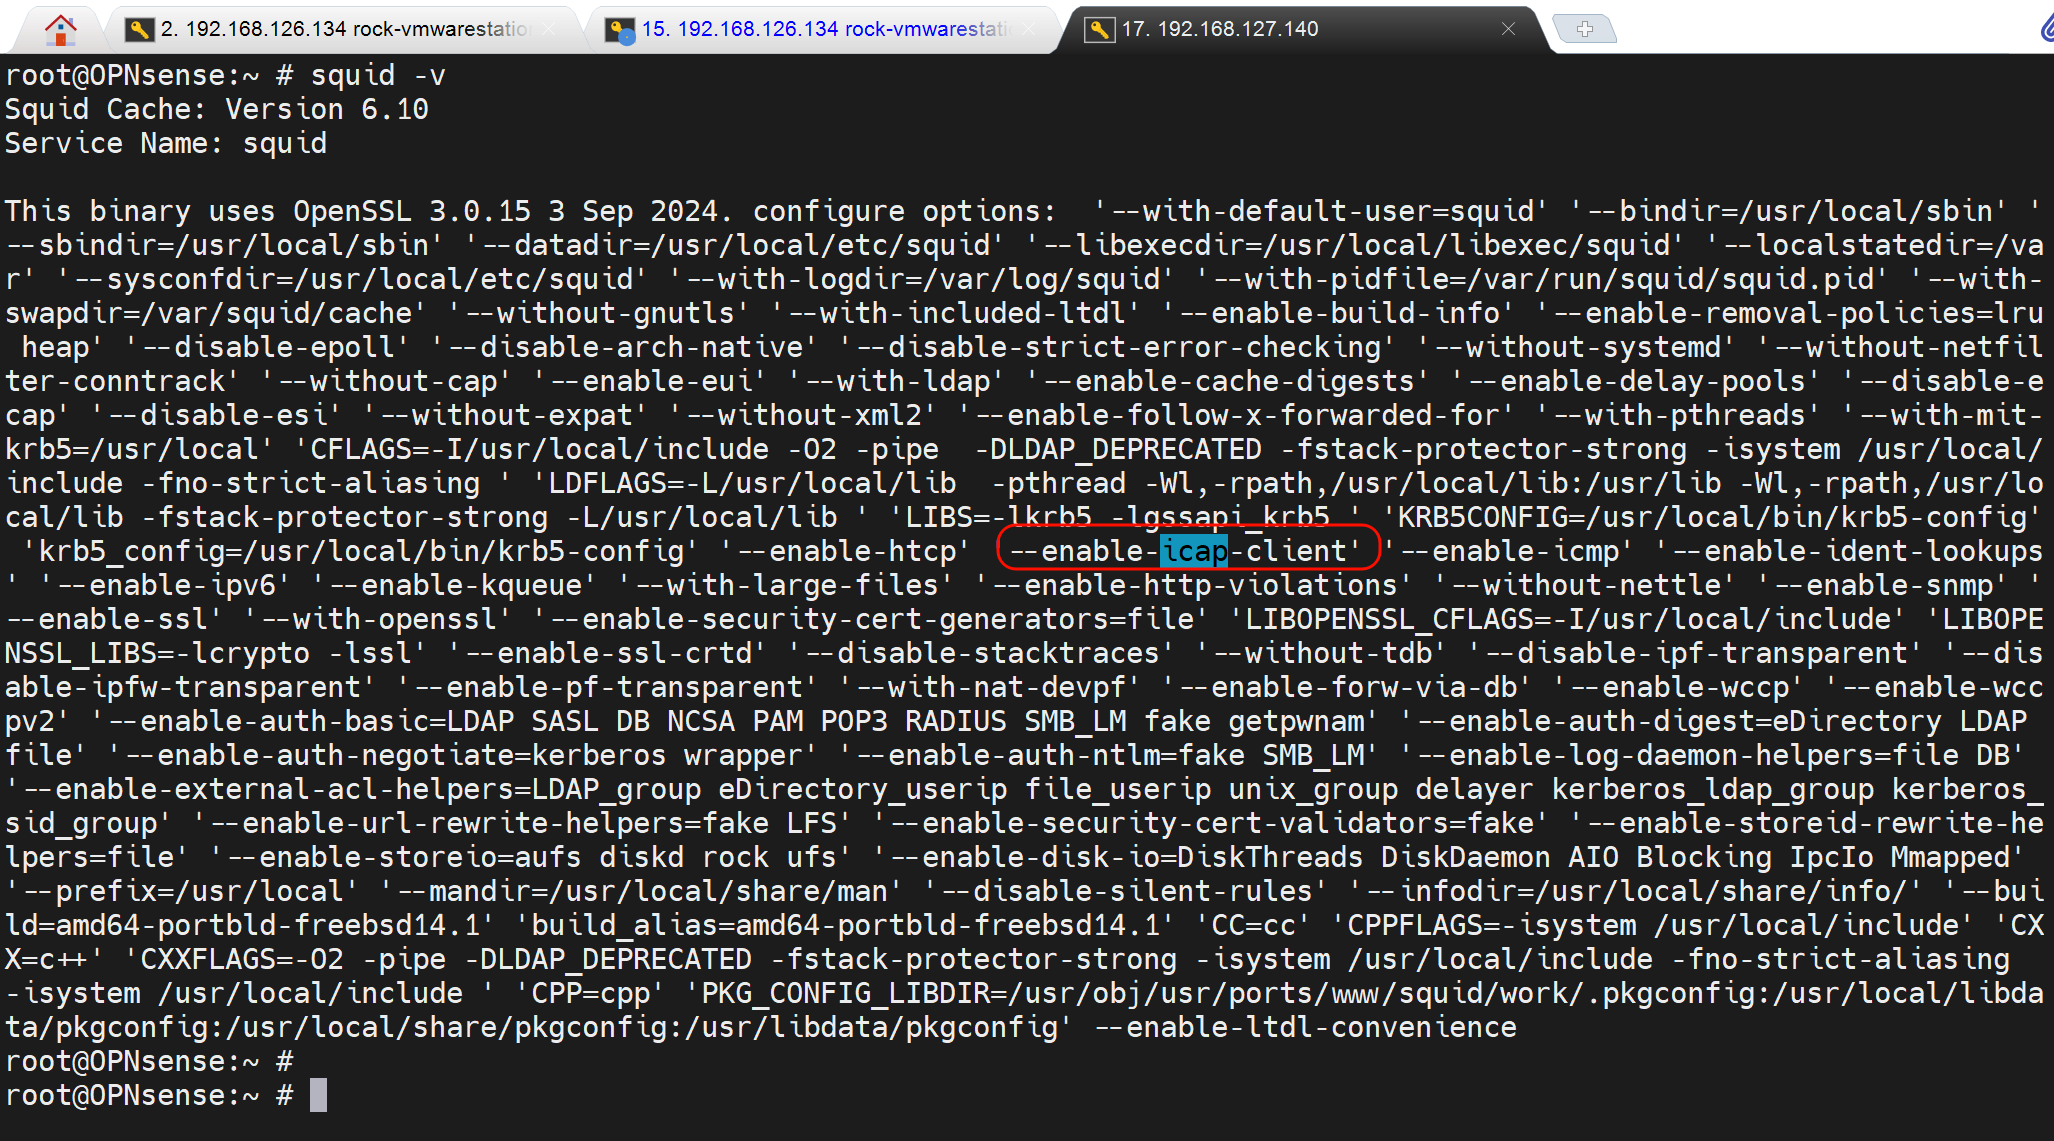 2. 192.168.126.134 rock-vmwarestatio
15. 192.168.126.134 rock-vmwarestati
17. 192.168.127.140
root@OPNsense:~ # squid -v
Squid Cache: Version 6.10
Service Name: squid
This binary uses OpenSSL 3.0.15 3 Sep 2024. configure options:  '--with-default-user=squid' '--bindir=/usr/local/sbin' '
--sbindir=/usr/local/sbin' '--datadir=/usr/local/etc/squid' '--libexecdir=/usr/local/libexec/squid' '--localstatedir=/va
r' '--sysconfdir=/usr/local/etc/squid' '--with-logdir=/var/log/squid' '--with-pidfile=/var/run/squid/squid.pid' '--with-
swapdir=/var/squid/cache' '--without-gnutls' '--with-included-ltdl' '--enable-build-info' '--enable-removal-policies=lru
 heap' '--disable-epoll' '--disable-arch-native' '--disable-strict-error-checking' '--without-systemd' '--without-netfil
ter-conntrack' '--without-cap' '--enable-eui' '--with-ldap' '--enable-cache-digests' '--enable-delay-pools' '--disable-e
cap' '--disable-esi' '--without-expat' '--without-xml2' '--enable-follow-x-forwarded-for' '--with-pthreads' '--with-mit-
krb5=/usr/local' 'CFLAGS=-I/usr/local/include -O2 -pipe  -DLDAP_DEPRECATED -fstack-protector-strong -isystem /usr/local/
include -fno-strict-aliasing ' 'LDFLAGS=-L/usr/local/lib  -pthread -Wl,-rpath,/usr/local/lib:/usr/lib -Wl,-rpath,/usr/lo
cal/lib -fstack-protector-strong -L/usr/local/lib ' 'LIBS=-lkrb5 -lgssapi_krb5 ' 'KRB5CONFIG=/usr/local/bin/krb5-config'
 'krb5_config=/usr/local/bin/krb5-config' '--enable-htcp' '--enable-icap-client' '--enable-icmp' '--enable-ident-lookups
' '--enable-ipv6' '--enable-kqueue' '--with-large-files' '--enable-http-violations' '--without-nettle' '--enable-snmp' '
--enable-ssl' '--with-openssl' '--enable-security-cert-generators=file' 'LIBOPENSSL_CFLAGS=-I/usr/local/include' 'LIBOPE
NSSL_LIBS=-lcrypto -lssl' '--enable-ssl-crtd' '--disable-stacktraces' '--without-tdb' '--disable-ipf-transparent' '--dis
able-ipfw-transparent' '--enable-pf-transparent' '--with-nat-devpf' '--enable-forw-via-db' '--enable-wccp' '--enable-wcc
pv2' '--enable-auth-basic=LDAP SASL DB NCSA PAM POP3 RADIUS SMB_LM fake getpwnam' '--enable-auth-digest=eDirectory LDAP
file' '--enable-auth-negotiate=kerberos wrapper' '--enable-auth-ntlm=fake SMB_LM' '--enable-log-daemon-helpers=file DB'
'--enable-external-acl-helpers=LDAP_group eDirectory_userip file_userip unix_group delayer kerberos_ldap_group kerberos_
sid_group' '--enable-url-rewrite-helpers=fake LFS' '--enable-security-cert-validators=fake' '--enable-storeid-rewrite-he
lpers=file' '--enable-storeio=aufs diskd rock ufs' '--enable-disk-io=DiskThreads DiskDaemon AIO Blocking IpcIo Mmapped'
'--prefix=/usr/local' '--mandir=/usr/local/share/man' '--disable-silent-rules' '--infodir=/usr/local/share/info/' '--bui
ld=amd64-portbld-freebsd14.1' 'build_alias=amd64-portbld-freebsd14.1' 'CC=cc' 'CPPFLAGS=-isystem /usr/local/include' 'CX
X=c++' 'CXXFLAGS=-O2 -pipe -DLDAP_DEPRECATED -fstack-protector-strong -isystem /usr/local/include -fno-strict-aliasing
-isystem /usr/local/include ' 'CPP=cpp' 'PKG_CONFIG_LIBDIR=/usr/obj/usr/ports/www/squid/work/.pkgconfig:/usr/local/libda
ta/pkgconfig:/usr/local/share/pkgconfig:/usr/libdata/pkgconfig' --enable-ltdl-convenience
root@OPNsense:~ #
root@OPNsense:~ #